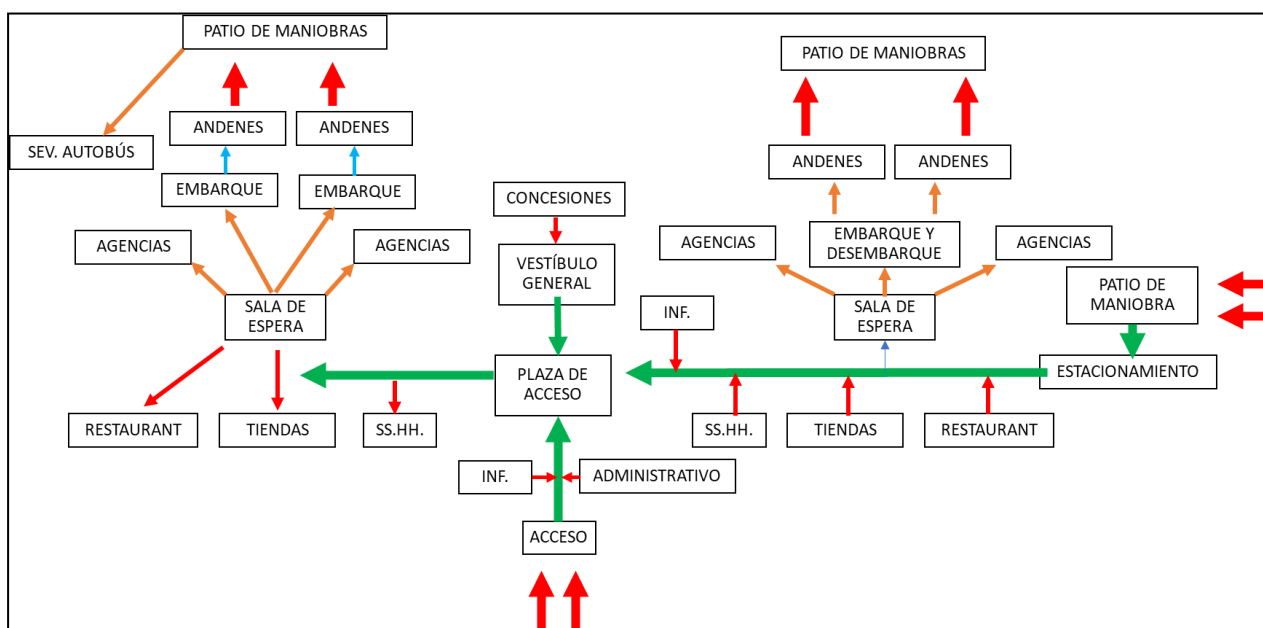 PATIO DE MANIOBRAS
PATIO DE MANIOBRAS
ANDENES
ANDENES
SEV. AUTOBÚS
ANDENES
ANDENES
EMBARQUE
EMBARQUE
CONCESIONES
AGENCIAS
AGENCIAS
VESTÍBULO
GENERAL
AGENCIAS
EMBARQUE Y
DESEMBARQUE
AGENCIAS
SALA DE
ESPERA
INF.
SALA DE
ESPERA
PATIO DE
MANIOBRA
PLAZA DE
ACCESO
ESTACIONAMIENTO
RESTAURANT
TIENDAS
SS.HH.
SS.HH.
TIENDAS
RESTAURANT
INF.
ADMINISTRATIVO
ACCESO